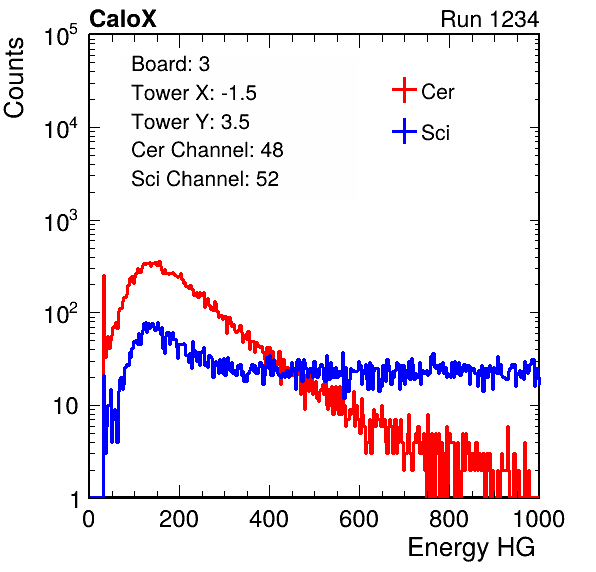 CaloX Run 1234
Counts
Board: 3
Tower X: -1.5
Tower Y: 3.5
Cer Channel: 48
Sci Channel: 52
Cer
Sci
10^5
10^4
10^3
10^2
10
1
0 200 400 600 800 1000
Energy HG